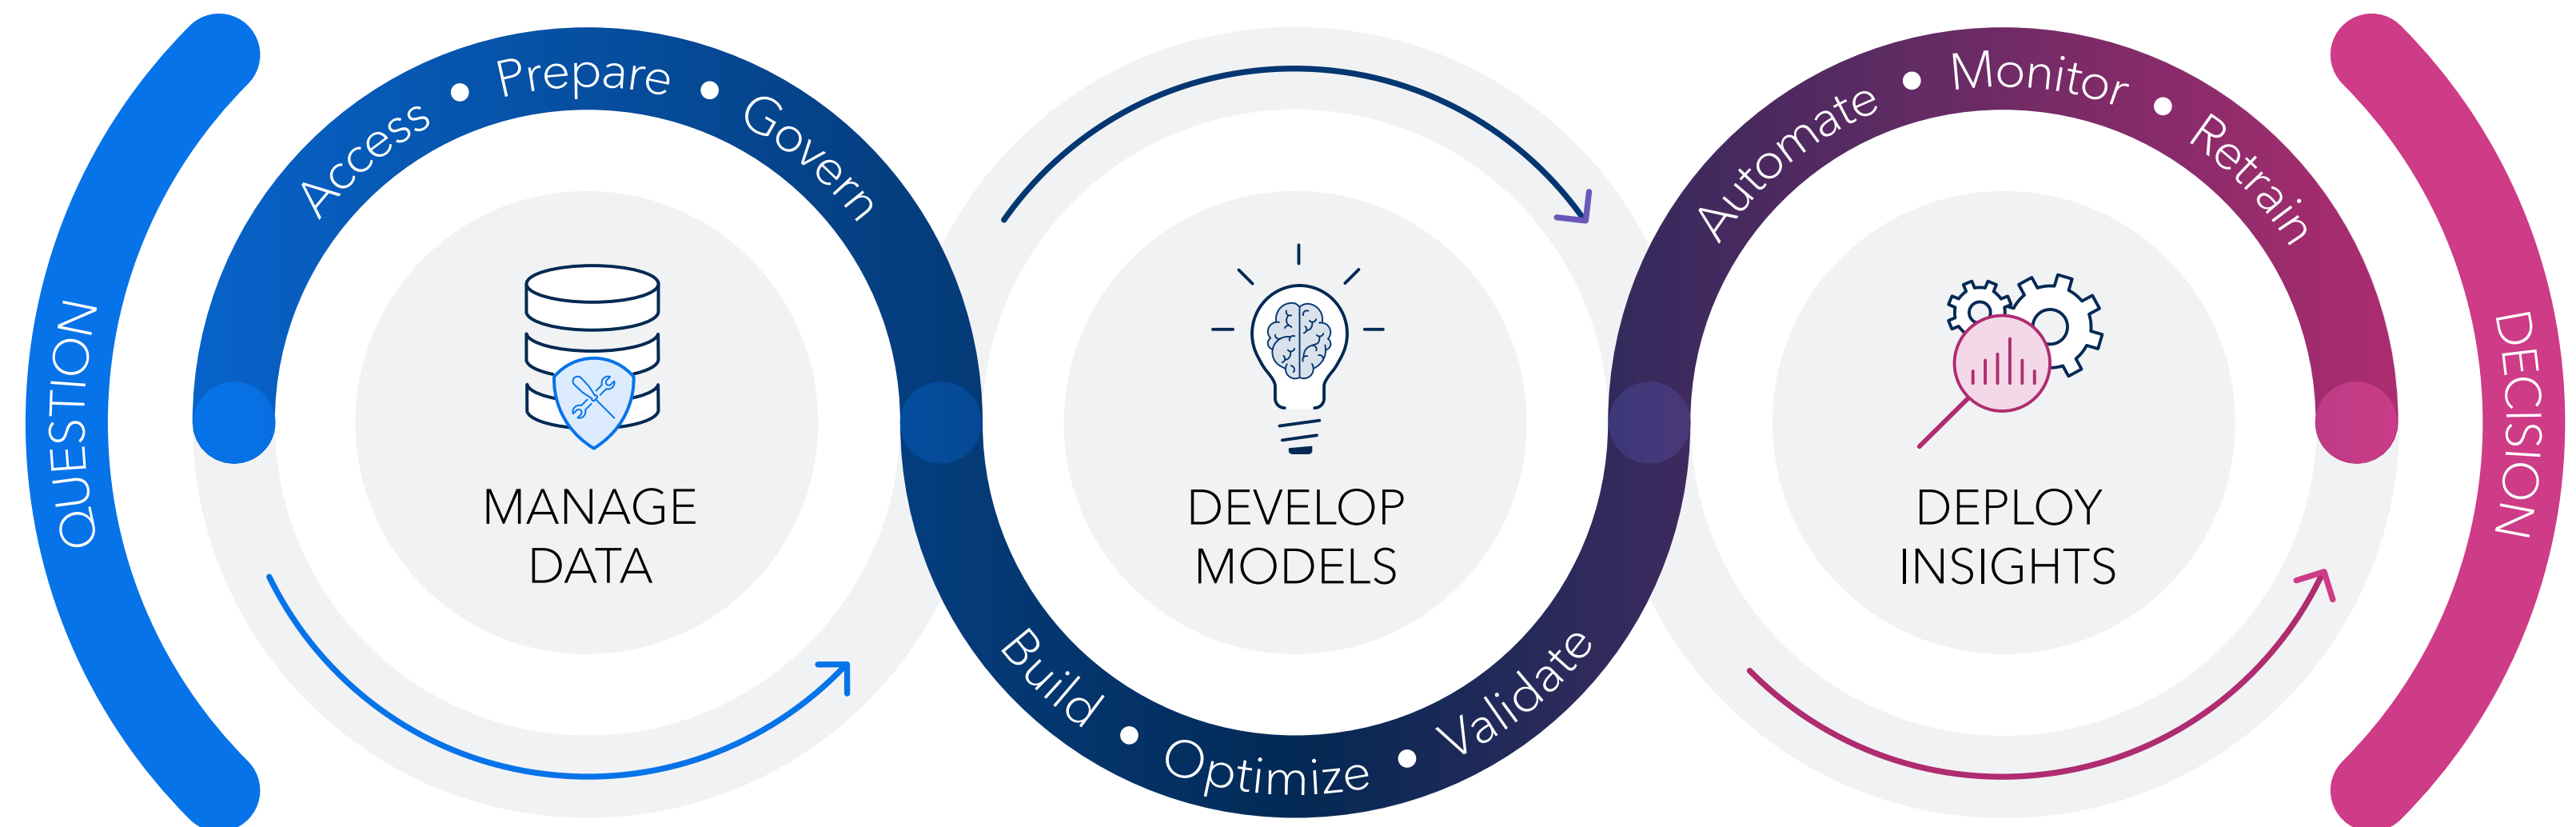 QUESTION
Access • Prepare • Govern
MANAGE
DATA
Build • Optimize • Validate
DEVELOP
MODELS
Automate • Monitor • Retrain
DEPLOY
INSIGHTS
DECISION